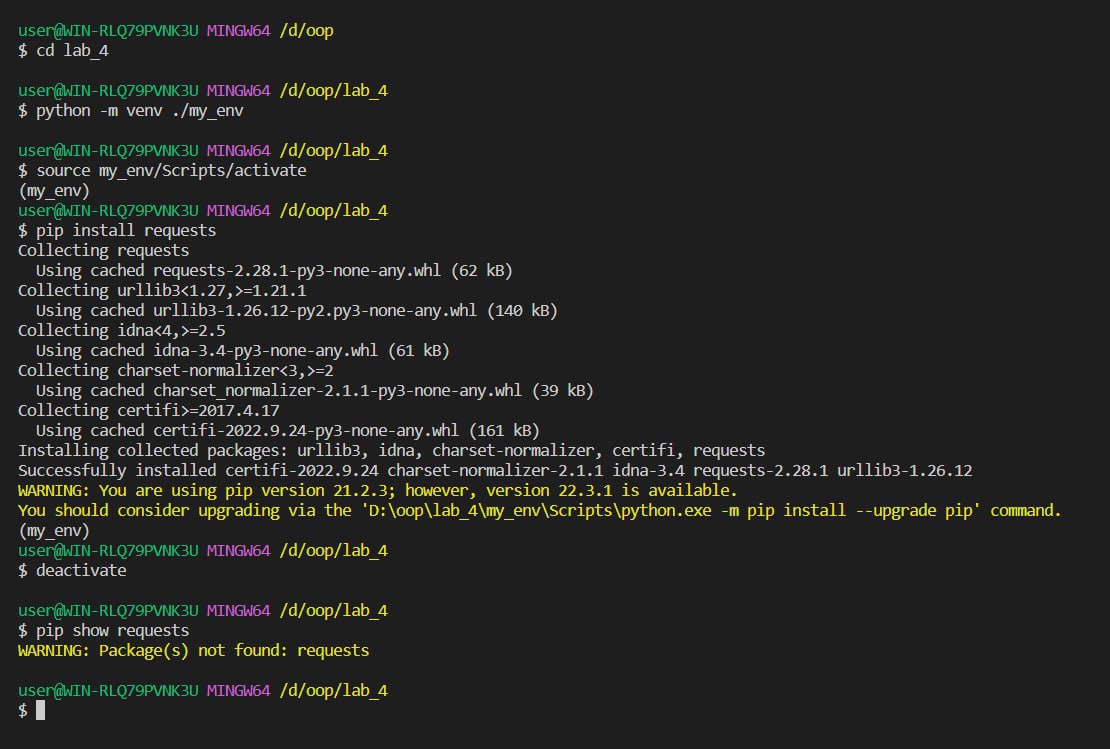 user@WIN-RLQ79PVNK3U MINGW64 /d/oop
$ cd lab_4
user@WIN-RLQ79PVNK3U MINGW64 /d/oop/lab_4
$ python -m venv ./my_env
user@WIN-RLQ79PVNK3U MINGW64 /d/oop/lab_4
$ source my_env/Scripts/activate
(my_env)
user@WIN-RLQ79PVNK3U MINGW64 /d/oop/lab_4
$ pip install requests
Collecting requests
  Using cached requests-2.28.1-py3-none-any.whl (62 kB)
Collecting urllib3<1.27,>=1.21.1
  Using cached urllib3-1.26.12-py2.py3-none-any.whl (140 kB)
Collecting idna<4,>=2.5
  Using cached idna-3.4-py3-none-any.whl (61 kB)
Collecting charset-normalizer<3,>=2
  Using cached charset_normalizer-2.1.1-py3-none-any.whl (39 kB)
Collecting certifi>=2017.4.17
  Using cached certifi-2022.9.24-py3-none-any.whl (161 kB)
Installing collected packages: urllib3, idna, charset-normalizer, certifi, requests
Successfully installed certifi-2022.9.24 charset-normalizer-2.1.1 idna-3.4 requests-2.28.1 urllib3-1.26.12
WARNING: You are using pip version 21.2.3; however, version 22.3.1 is available.
You should consider upgrading via the 'D:\oop\lab_4\my_env\Scripts\python.exe -m pip install --upgrade pip' command.
(my_env)
user@WIN-RLQ79PVNK3U MINGW64 /d/oop/lab_4
$ deactivate
user@WIN-RLQ79PVNK3U MINGW64 /d/oop/lab_4
$ pip show requests
WARNING: Package(s) not found: requests
user@WIN-RLQ79PVNK3U MINGW64 /d/oop/lab_4
$